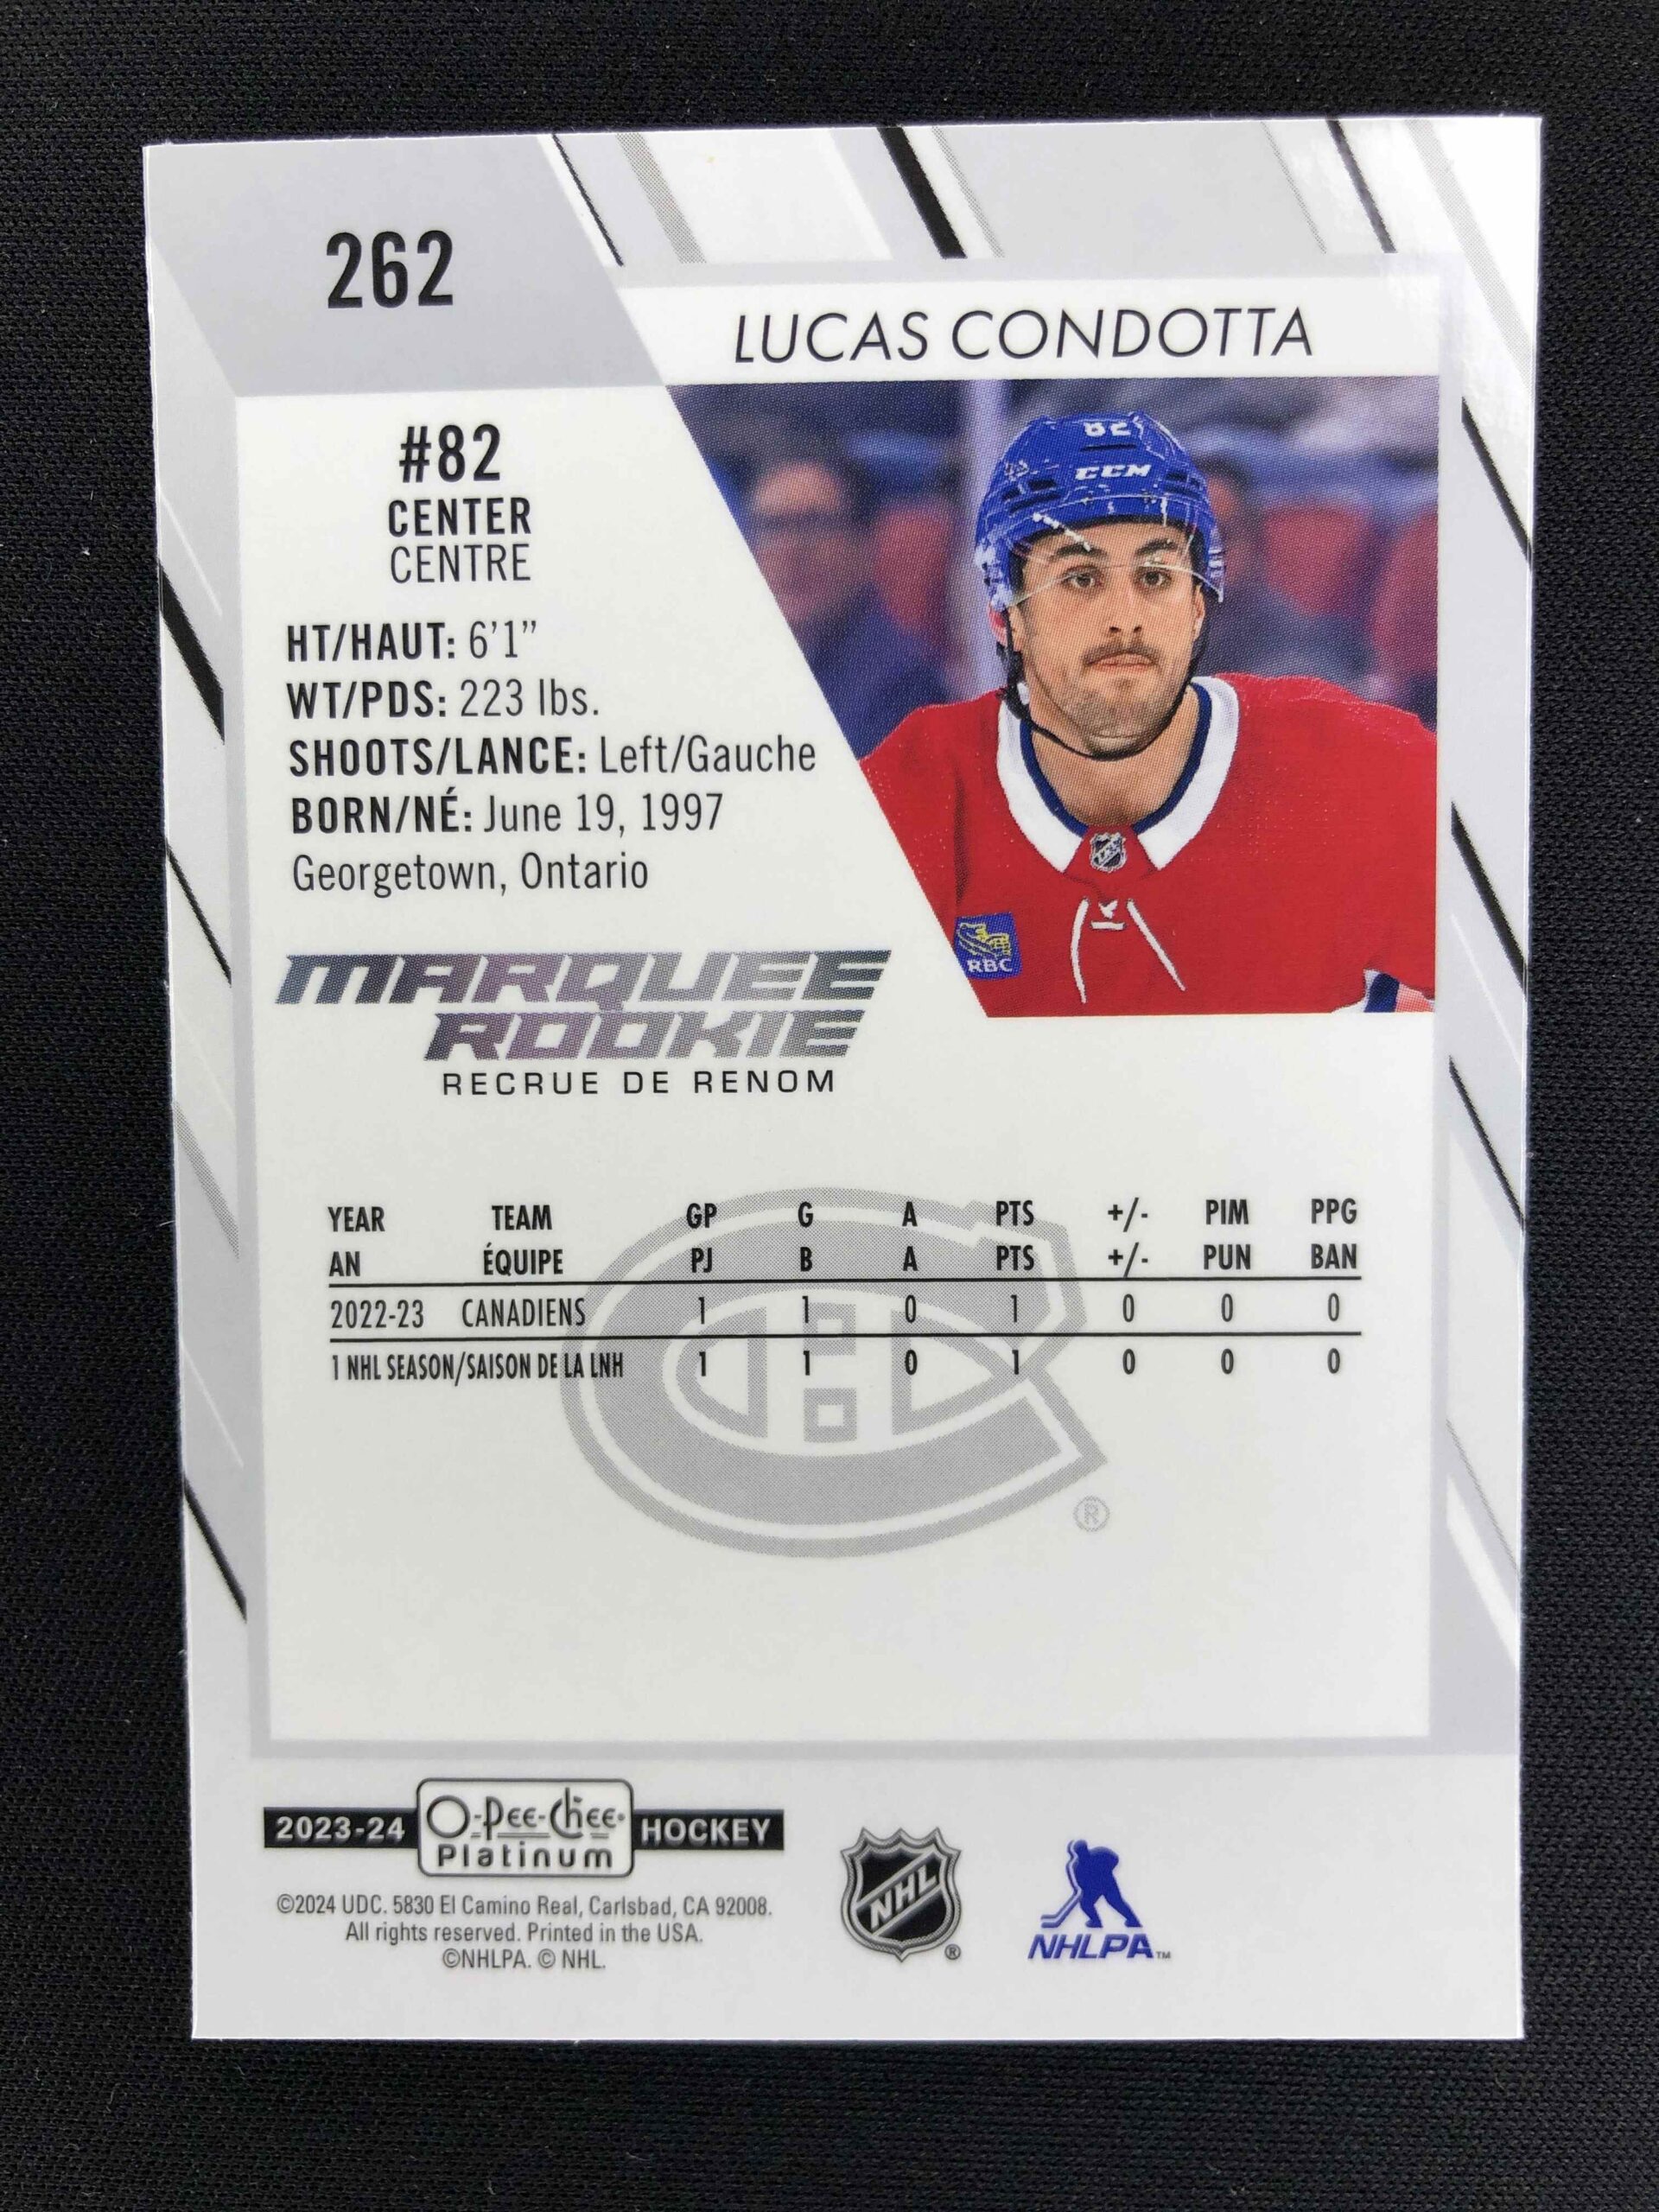 262
LUCAS CONDOTTA
#82
CENTER
CENTRE
HT/HAUT: 6'1"
WT/PDS: 223 lbs.
SHOOTS/LANCE: Left/Gauche
BORN/NÉ: June 19, 1997
Georgetown, Ontario
82
CCM
RBC
MARQUEE
ROOKIE
RECRUE DE RENOM
YEAR TEAM GP G A PTS +/- PIM PPG
AN ÉQUIPE PJ B A PTS +/- PUN BAN
2022-23 CANADIENS 1 1 0 1 0 0 0
1 NHL SEASON/SAISON DE LA LNH 1 1 0 1 0 0 0
®
2023-24 O-Pee-Chee Platinum HOCKEY
©2024 UDC. 5830 El Camino Real, Carlsbad, CA 92008.
All rights reserved. Printed in the USA.
©NHLPA. © NHL.
NHL ®
NHLPA™